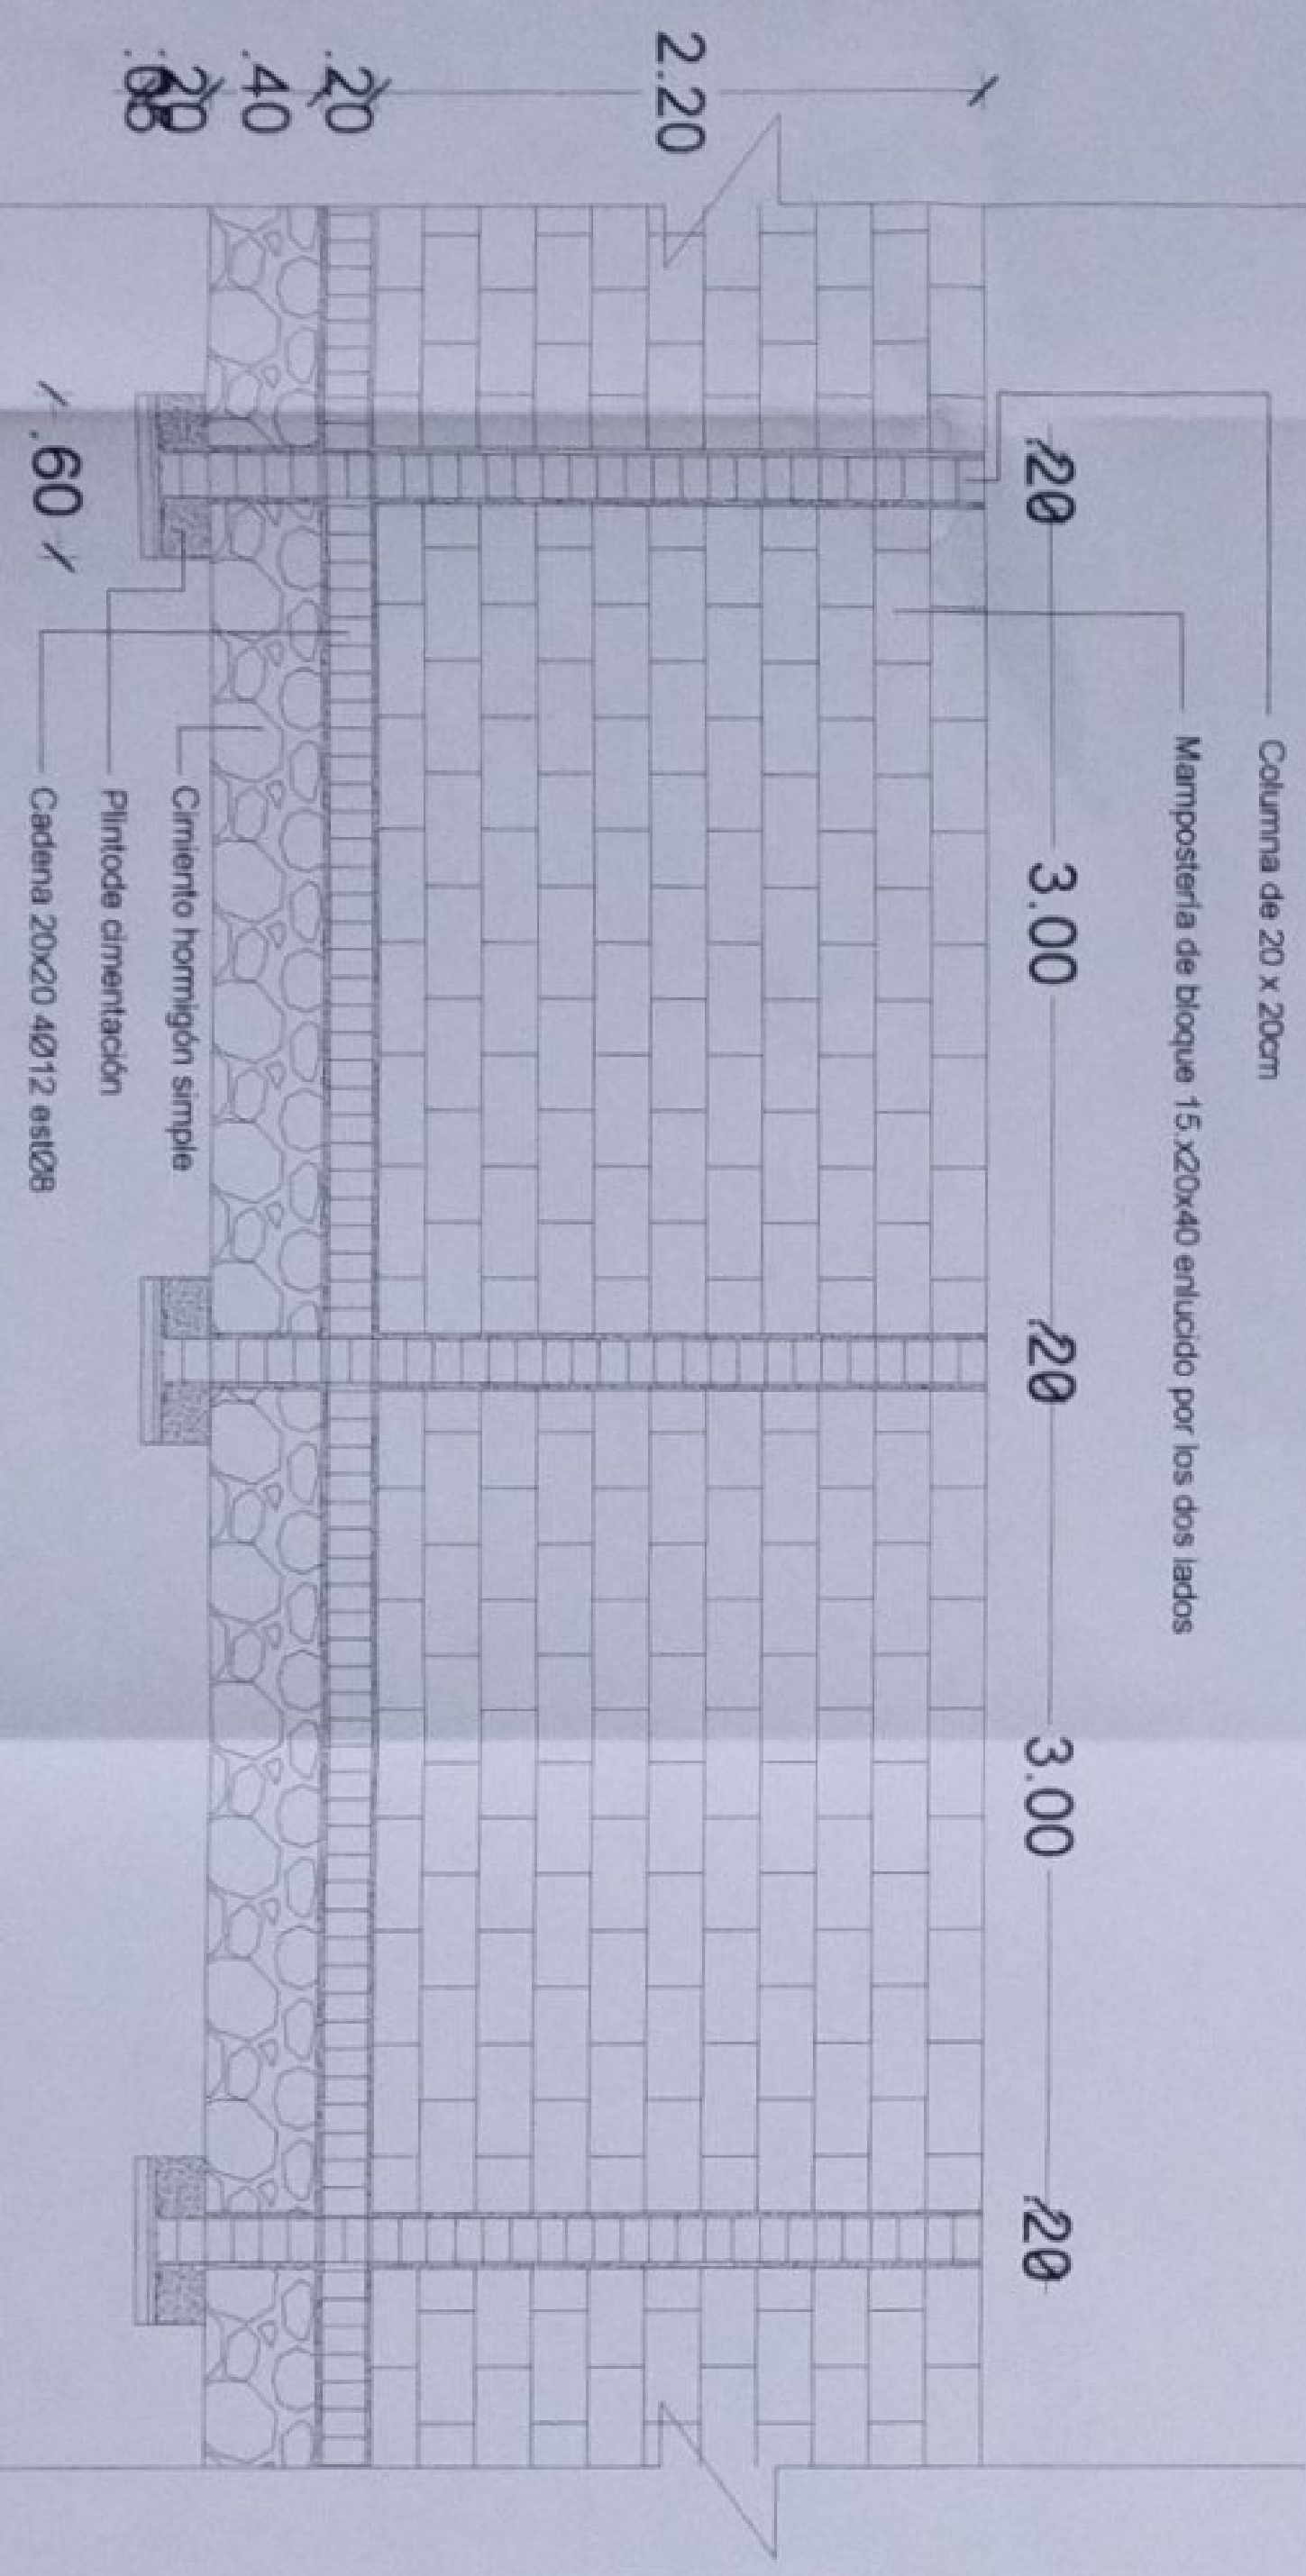 Columna de 20 x 20cm
Mampostería de bloque 15.x20x40 enlucido por los dos lados
.20
3.00
.20
3.00
.20
2.20
.20
.40
.20
Cimiento hormigón simple
Plintode cimentación
Cadena 20x20 4Ø12 estØ8
.60